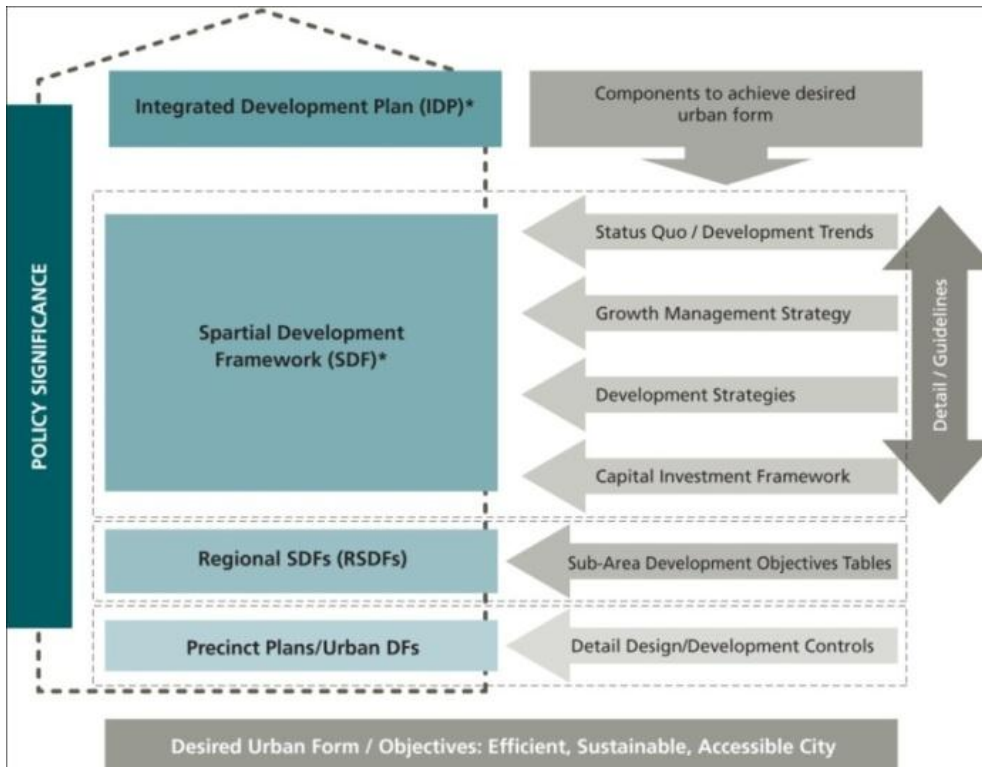 Integrated Development Plan (IDP)*
Components to achieve desired
urban form
POLICY SIGNIFICANCE
Spartial Development
Framework (SDF)*
Status Quo / Development Trends
Growth Management Strategy
Development Strategies
Capital Investment Framework
Detail / Guidelines
Regional SDFs (RSDFs)
Sub-Area Development Objectives Tables
Precinct Plans/Urban DFs
Detail Design/Development Controls
Desired Urban Form / Objectives: Efficient, Sustainable, Accessible City